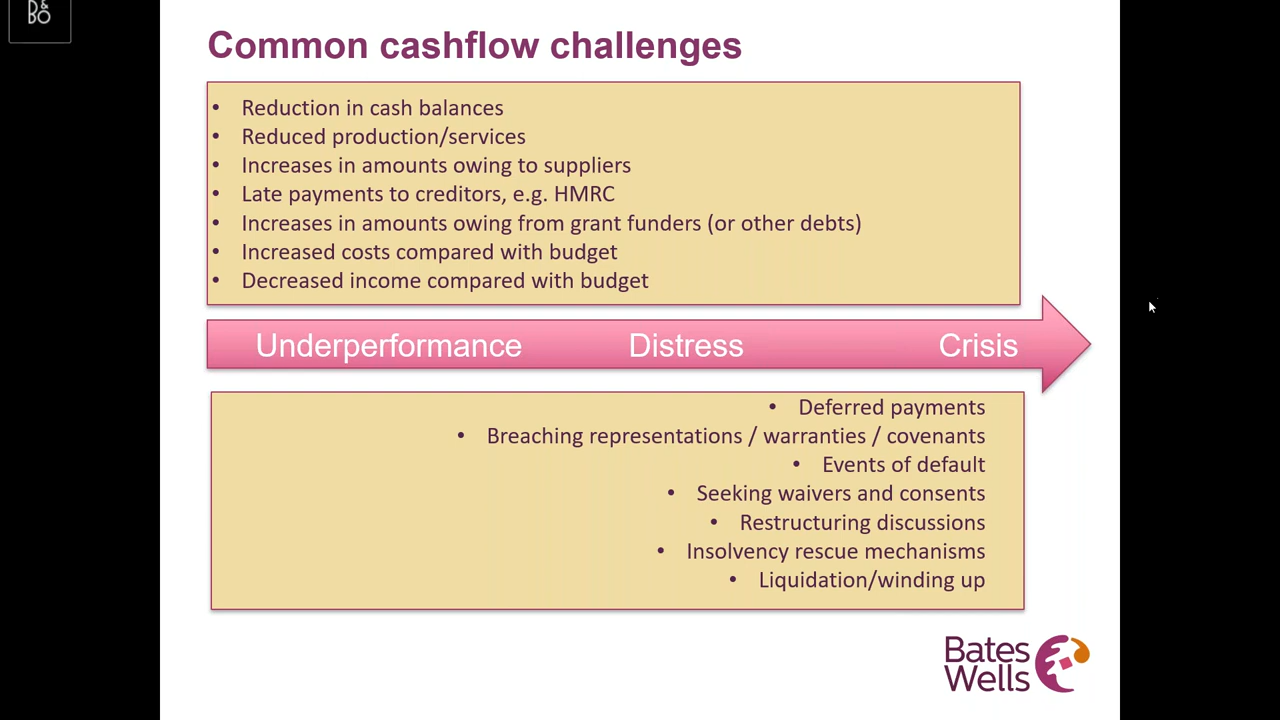 D&
BO
Common cashflow challenges
• Reduction in cash balances
• Reduced production/services
• Increases in amounts owing to suppliers
• Late payments to creditors, e.g. HMRC
• Increases in amounts owing from grant funders (or other debts)
• Increased costs compared with budget
• Decreased income compared with budget
Underperformance Distress Crisis
• Deferred payments
• Breaching representations / warranties / covenants
• Events of default
• Seeking waivers and consents
• Restructuring discussions
• Insolvency rescue mechanisms
• Liquidation/winding up
Bates
Wells